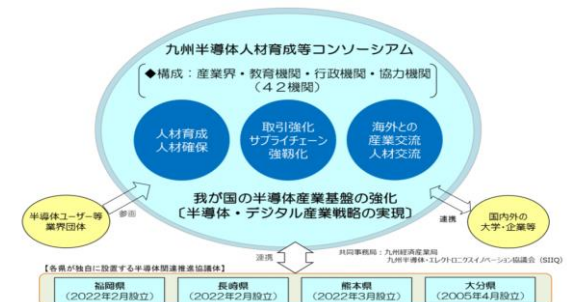 九州半導体人材育成等コンソーシアム
◆構成:産業界・教育機関・行政機関・協力機関
(42機関)
人材育成
人材確保
取引強化
サプライチェーン
強靱化
海外との
産業交流
人材交流
我が国の半導体産業基盤の強化
〔半導体・デジタル産業戦略の実現〕
半導体ユーザー等
業界団体
参画
連携
国内外の
大学・企業等
連携
共同事務局:九州経済産業局
九州半導体・エレクトロニクスイノベーション協議会(SIIQ)
【各県が独自に設置する半導体関連推進協議体】
福岡県
(2022年2月設立)
長崎県
(2022年2月設立)
熊本県
(2022年3月設立)
大分県
(2005年4月設立)